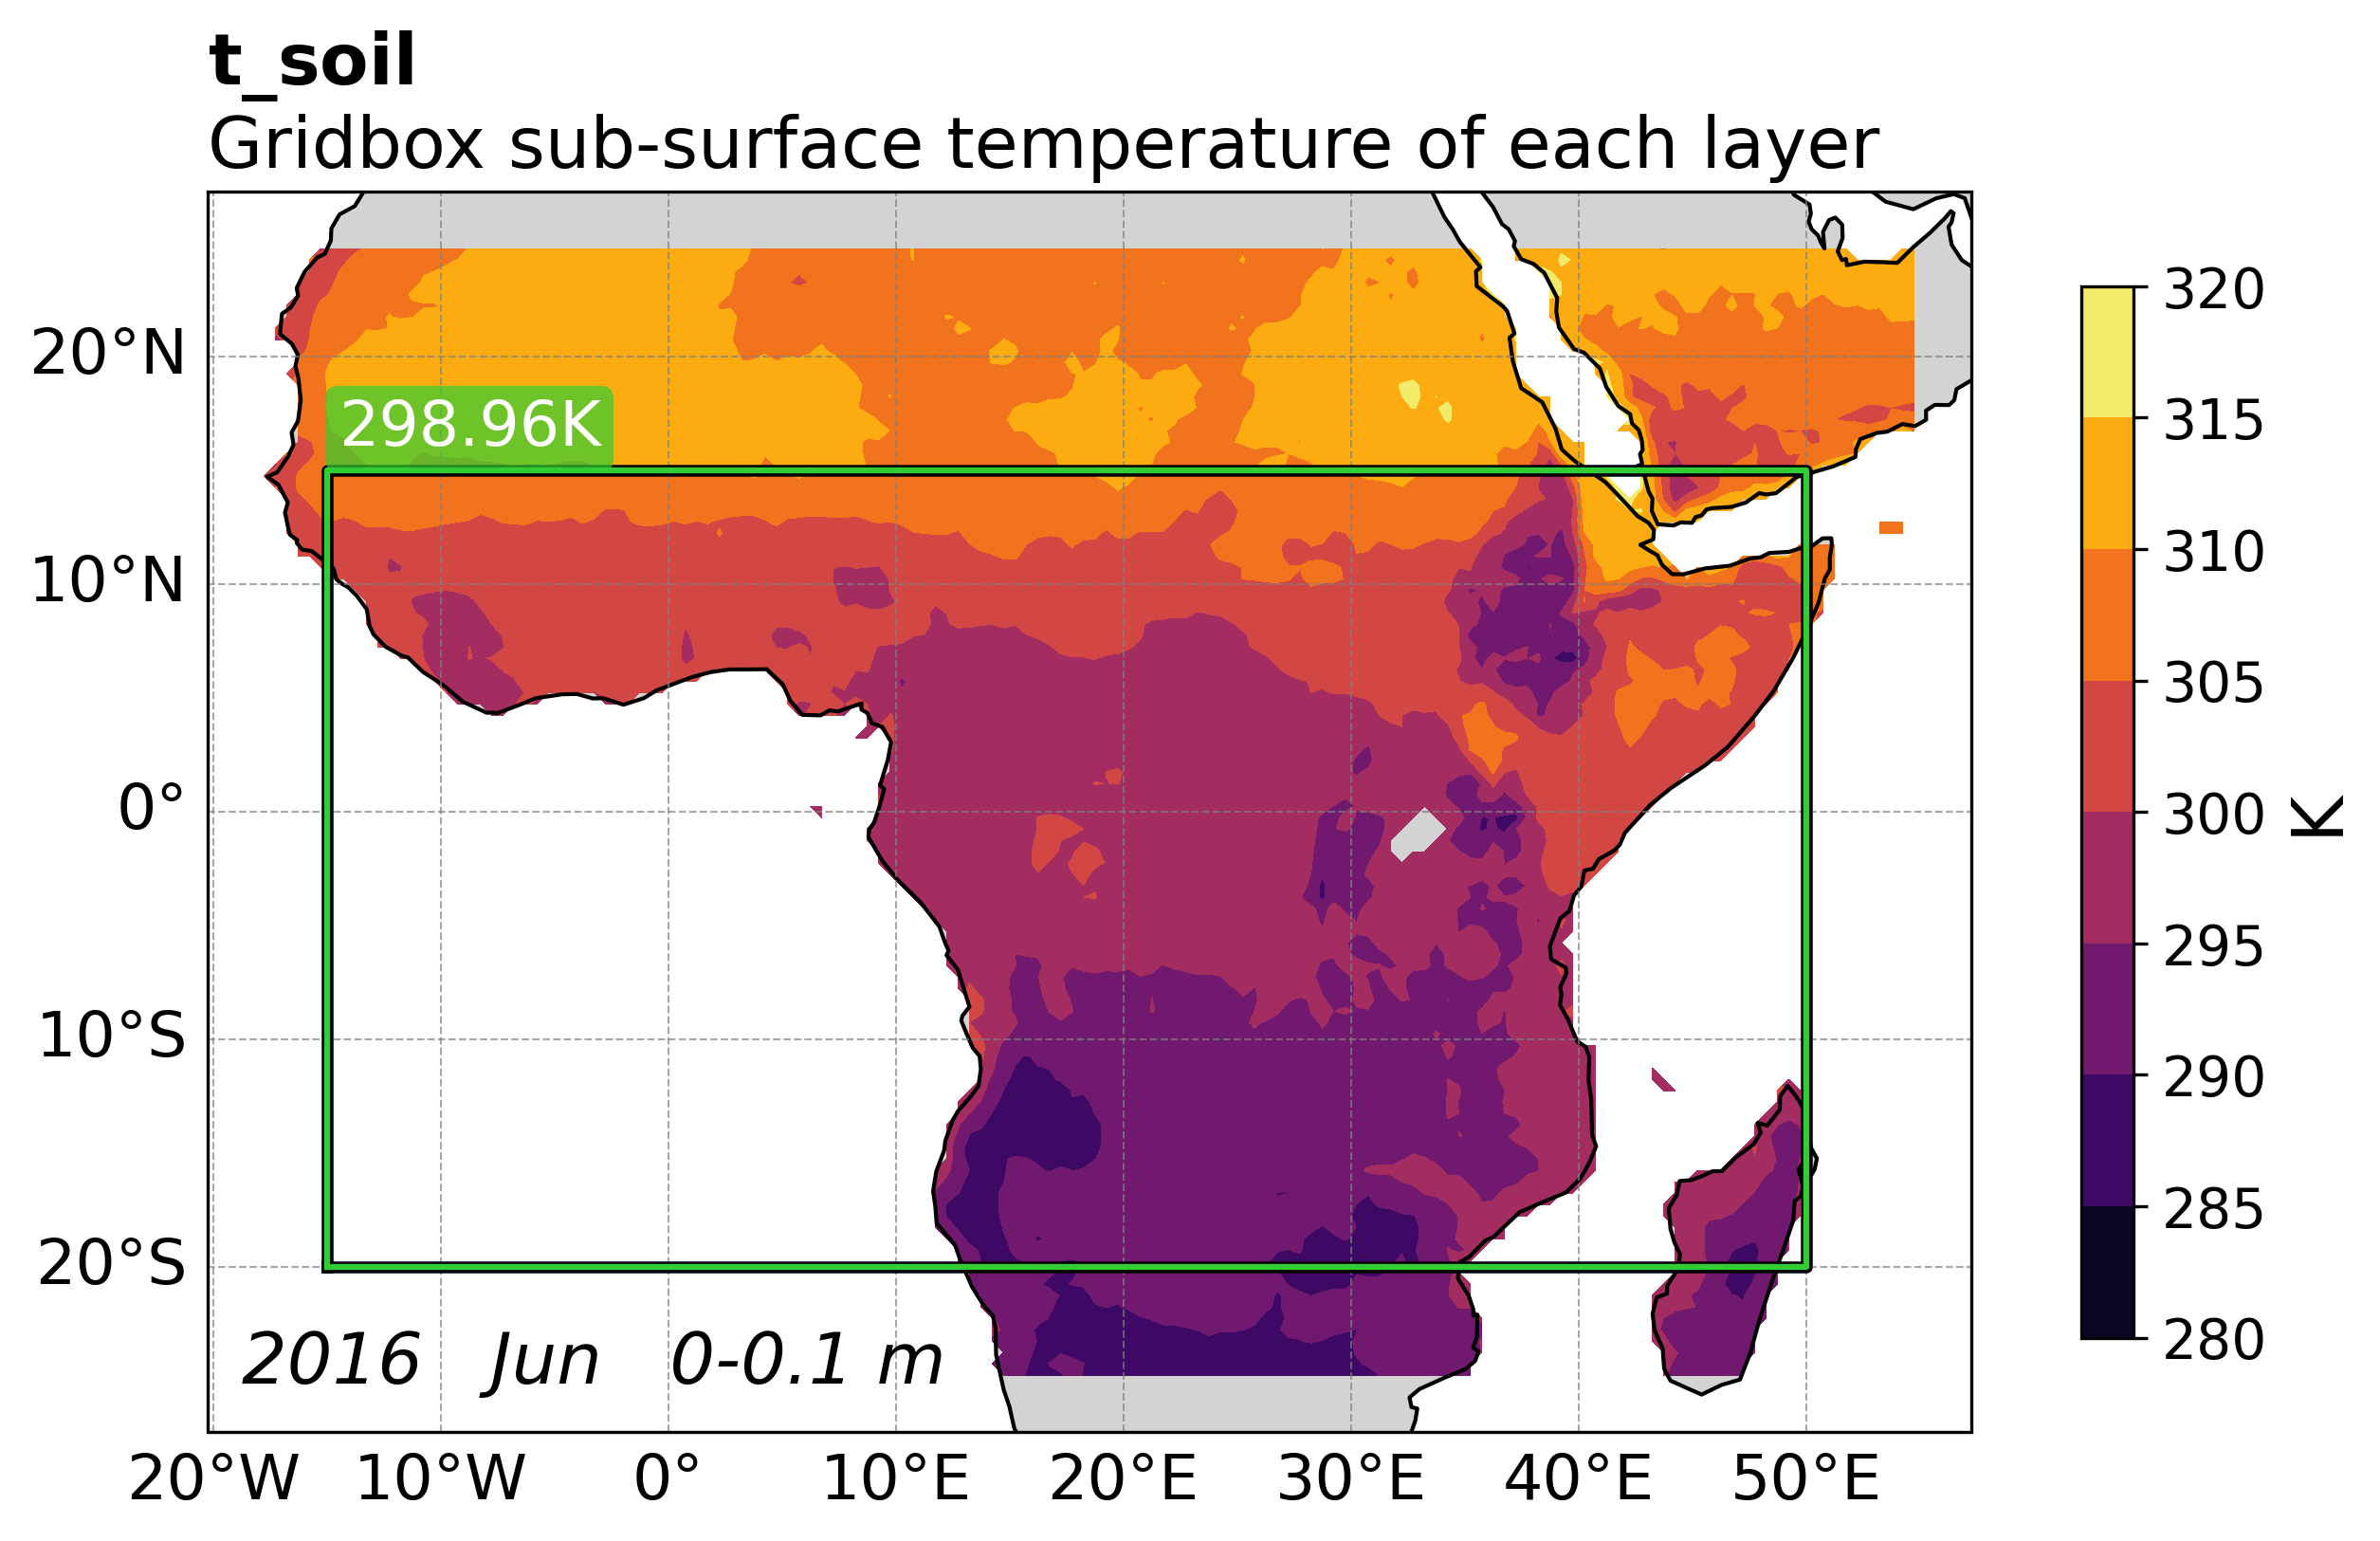 t_soil
Gridbox sub-surface temperature of each layer
20°N
10°N
0°
10°S
20°S
298.96K
2016 Jun 0-0.1 m
20°W 10°W 0° 10°E 20°E 30°E 40°E 50°E
320
315
310
305
300
295
290
285
280
K